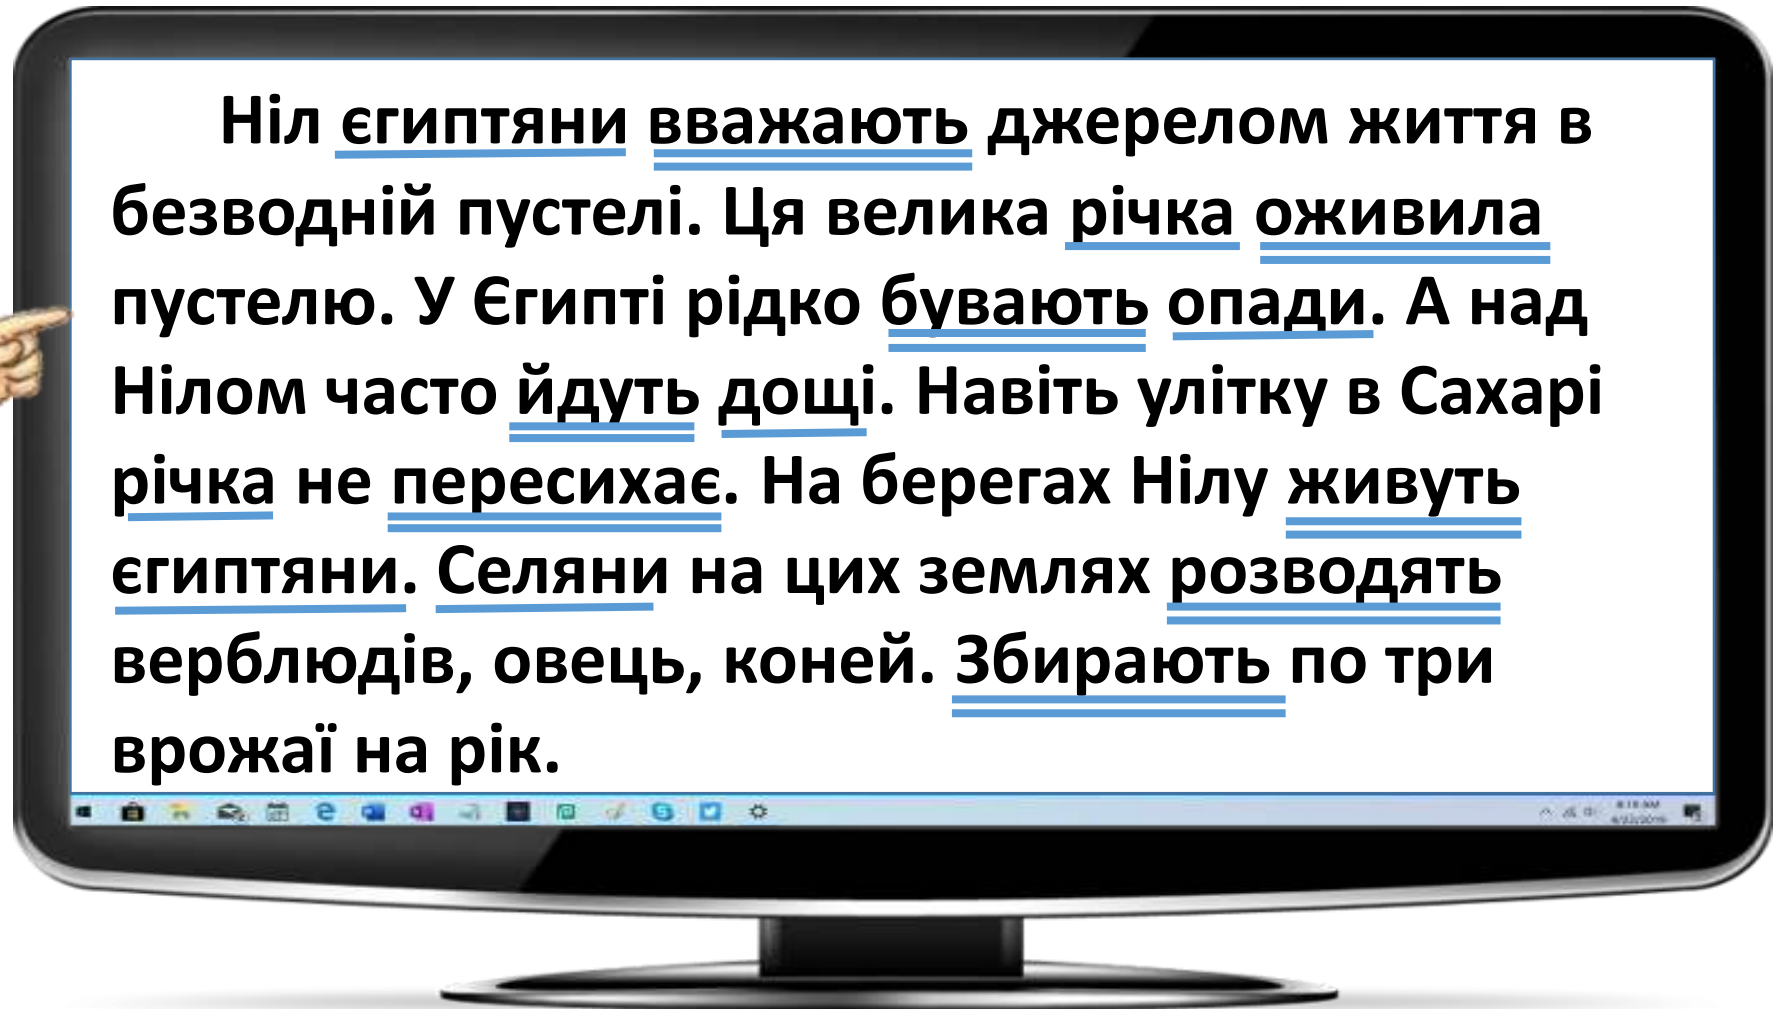 Ніл єгиптяни вважають джерелом життя в
безводній пустелі. Ця велика річка оживила
пустелю. У Єгипті рідко бувають опади. А над
Нілом часто йдуть дощі. Навіть улітку в Сахарі
річка не пересихає. На берегах Нілу живуть
єгиптяни. Селяни на цих землях розводять
верблюдів, овець, коней. Збирають по три
врожаї на рік.